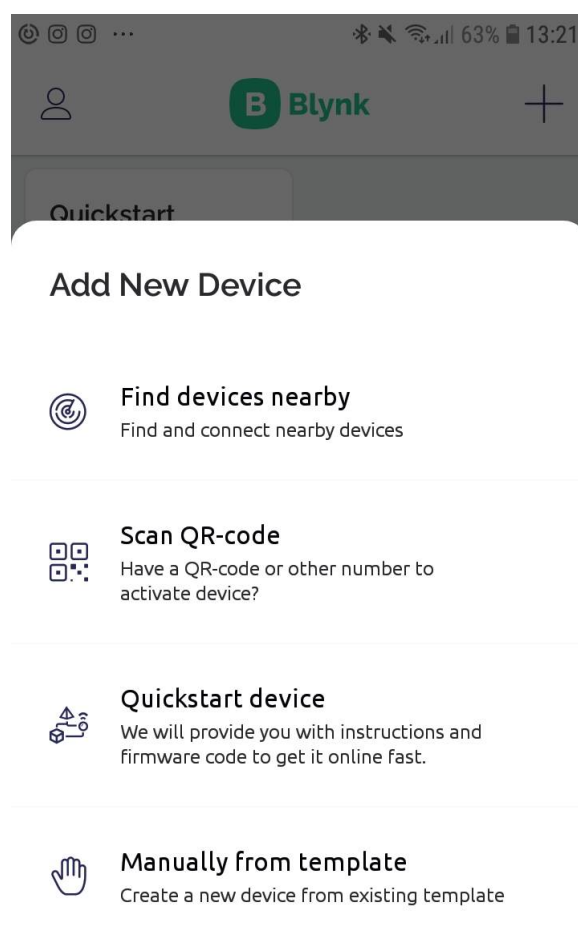 63% 13:21
B Blynk
Quickstart
Add New Device
Find devices nearby
Find and connect nearby devices
Scan QR-code
Have a QR-code or other number to
activate device?
Quickstart device
We will provide you with instructions and
firmware code to get it online fast.
Manually from template
Create a new device from existing template